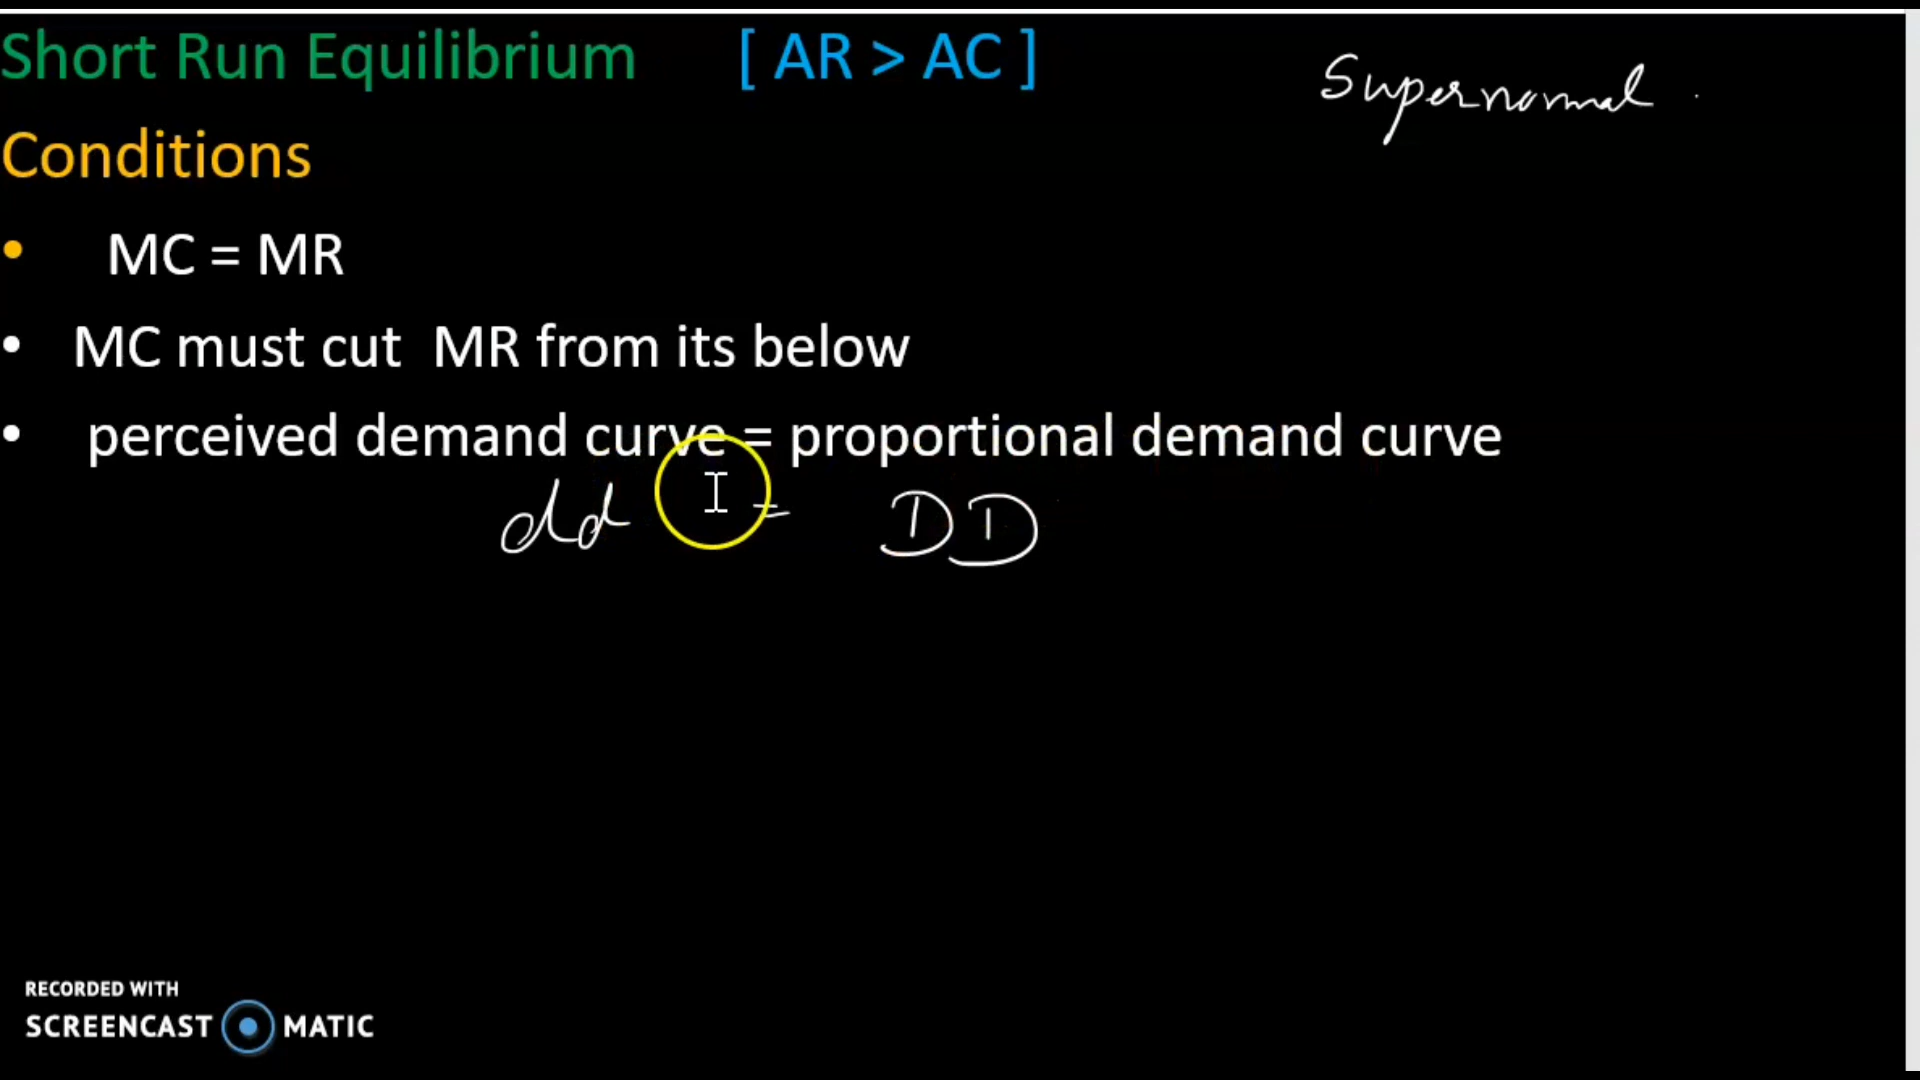 Short Run Equilibrium [ AR > AC ] Supernormal
Conditions
• MC = MR
• MC must cut MR from its below
• perceived demand curve = proportional demand curve
dd = DD
RECORDED WITH
SCREENCAST MATIC